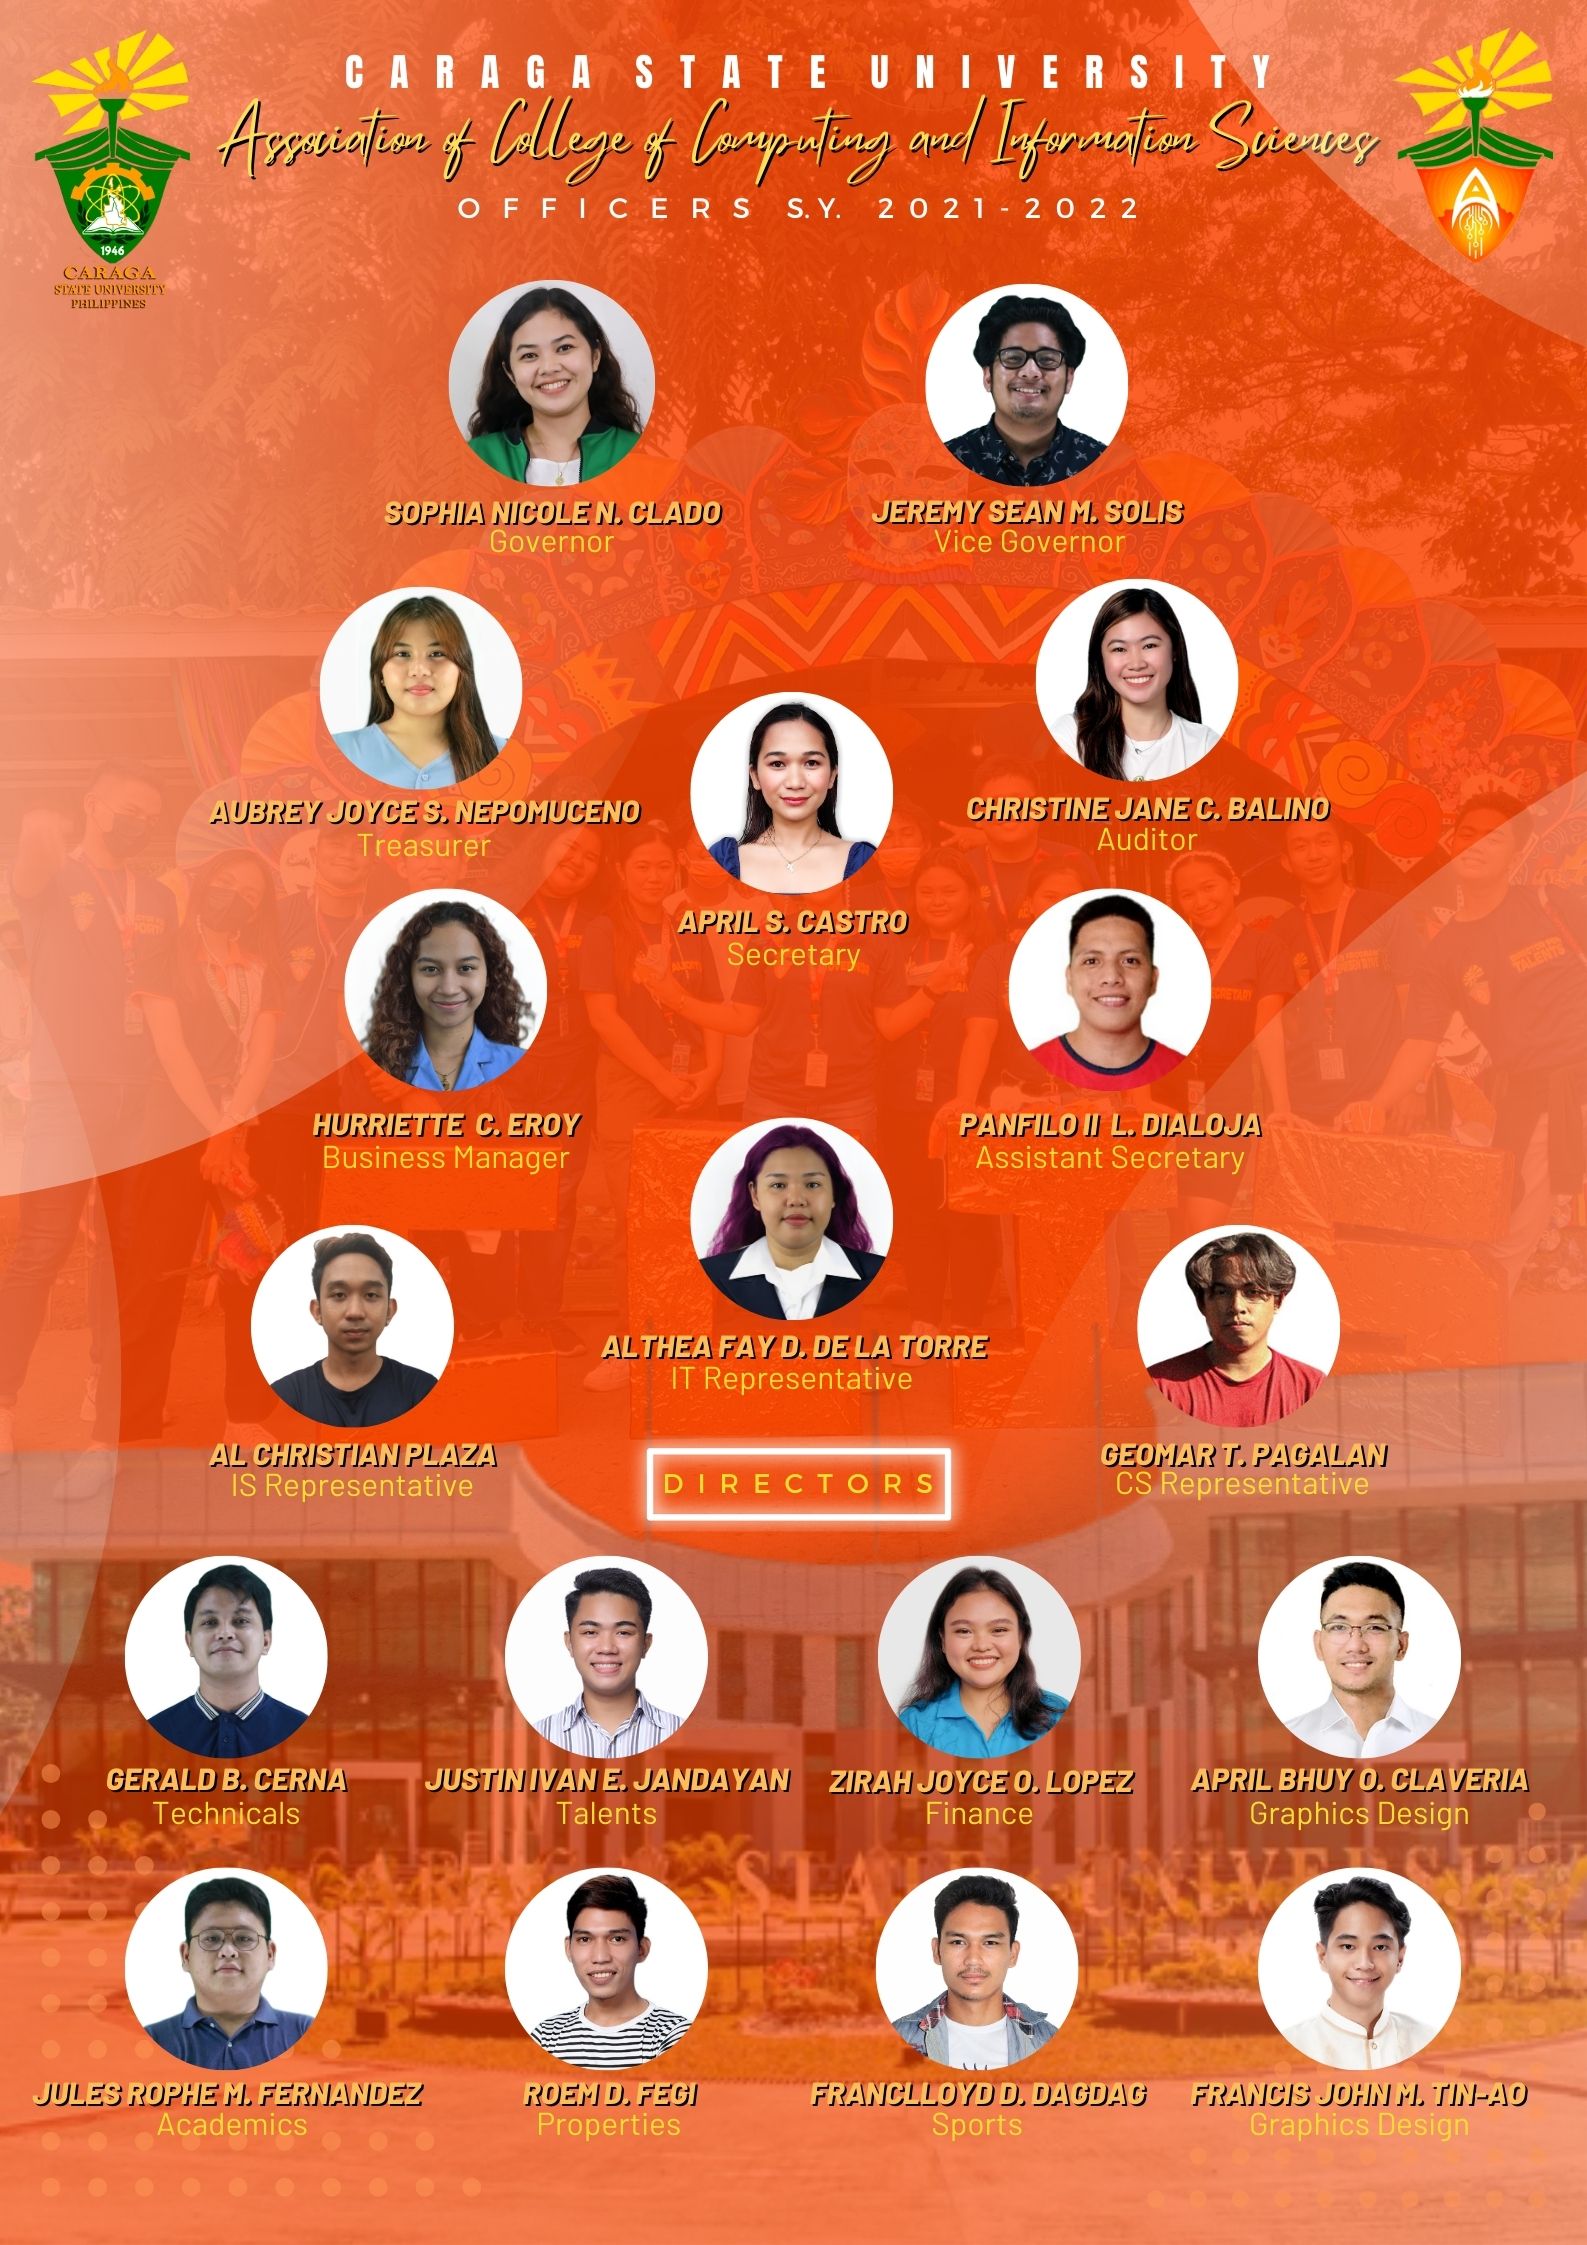 CARAGA STATE UNIVERSITY
Association of College of Computing and Information Sciences
OFFICERS S.Y. 2021-2022
1946
CARAGA
STATE UNIVERSITY
PHILIPPINES
SOPHIA NICOLE N. CLADO
Governor
JEREMY SEAN M. SOLIS
Vice Governor
AUBREY JOYCE S. NEPOMUCENO
Treasurer
CHRISTINE JANE C. BALINO
Auditor
APRIL S. CASTRO
Secretary
HURRIETTE C. EROY
Business Manager
PANFILO II L. DIALOJA
Assistant Secretary
ALTHEA FAY D. DE LA TORRE
IT Representative
AL CHRISTIAN PLAZA
IS Representative
GEOMAR T. PAGALAN
CS Representative
DIRECTORS
GERALD B. CERNA
Technicals
JUSTIN IVAN E. JANDAYAN
Talents
ZIRAH JOYCE O. LOPEZ
Finance
APRIL BHUY O. CLAVERIA
Graphics Design
CARAGA STATE UNIVERSITY
JULES ROPHE M. FERNANDEZ
Academics
ROEM D. FEGI
Properties
FRANCLLOYD D. DAGDAG
Sports
FRANCIS JOHN M. TIN-AO
Graphics Design